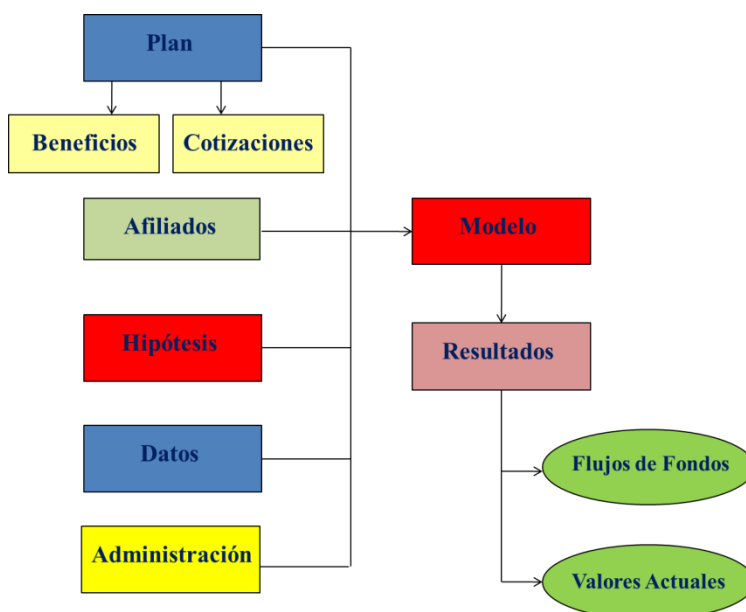 Plan
Beneficios
Cotizaciones
Afiliados
Modelo
Hipótesis
Resultados
Datos
Flujos de Fondos
Administración
Valores Actuales